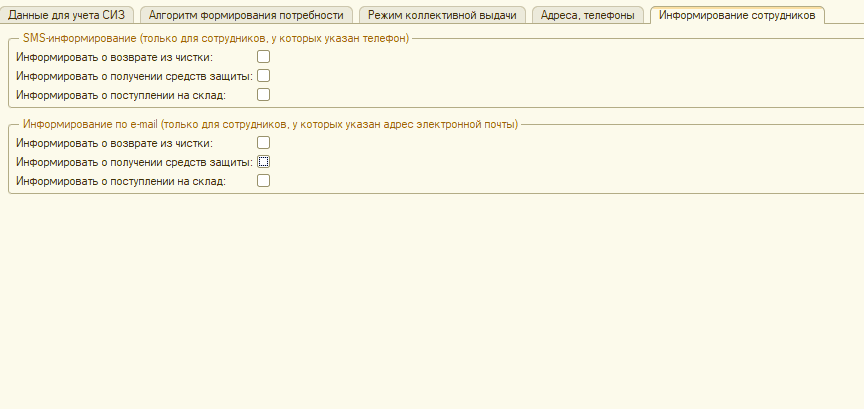 Данные для учета СИЗ
Алгоритм формирования потребности
Режим коллективной выдачи
Адреса, телефоны
Информирование сотрудников
SMS-информирование (только для сотрудников, у которых указан телефон)
Информировать о возврате из чистки:
Информировать о получении средств защиты:
Информировать о поступлении на склад:
Информирование по e-mail (только для сотрудников, у которых указан адрес электронной почты)
Информировать о возврате из чистки:
Информировать о получении средств защиты:
Информировать о поступлении на склад: